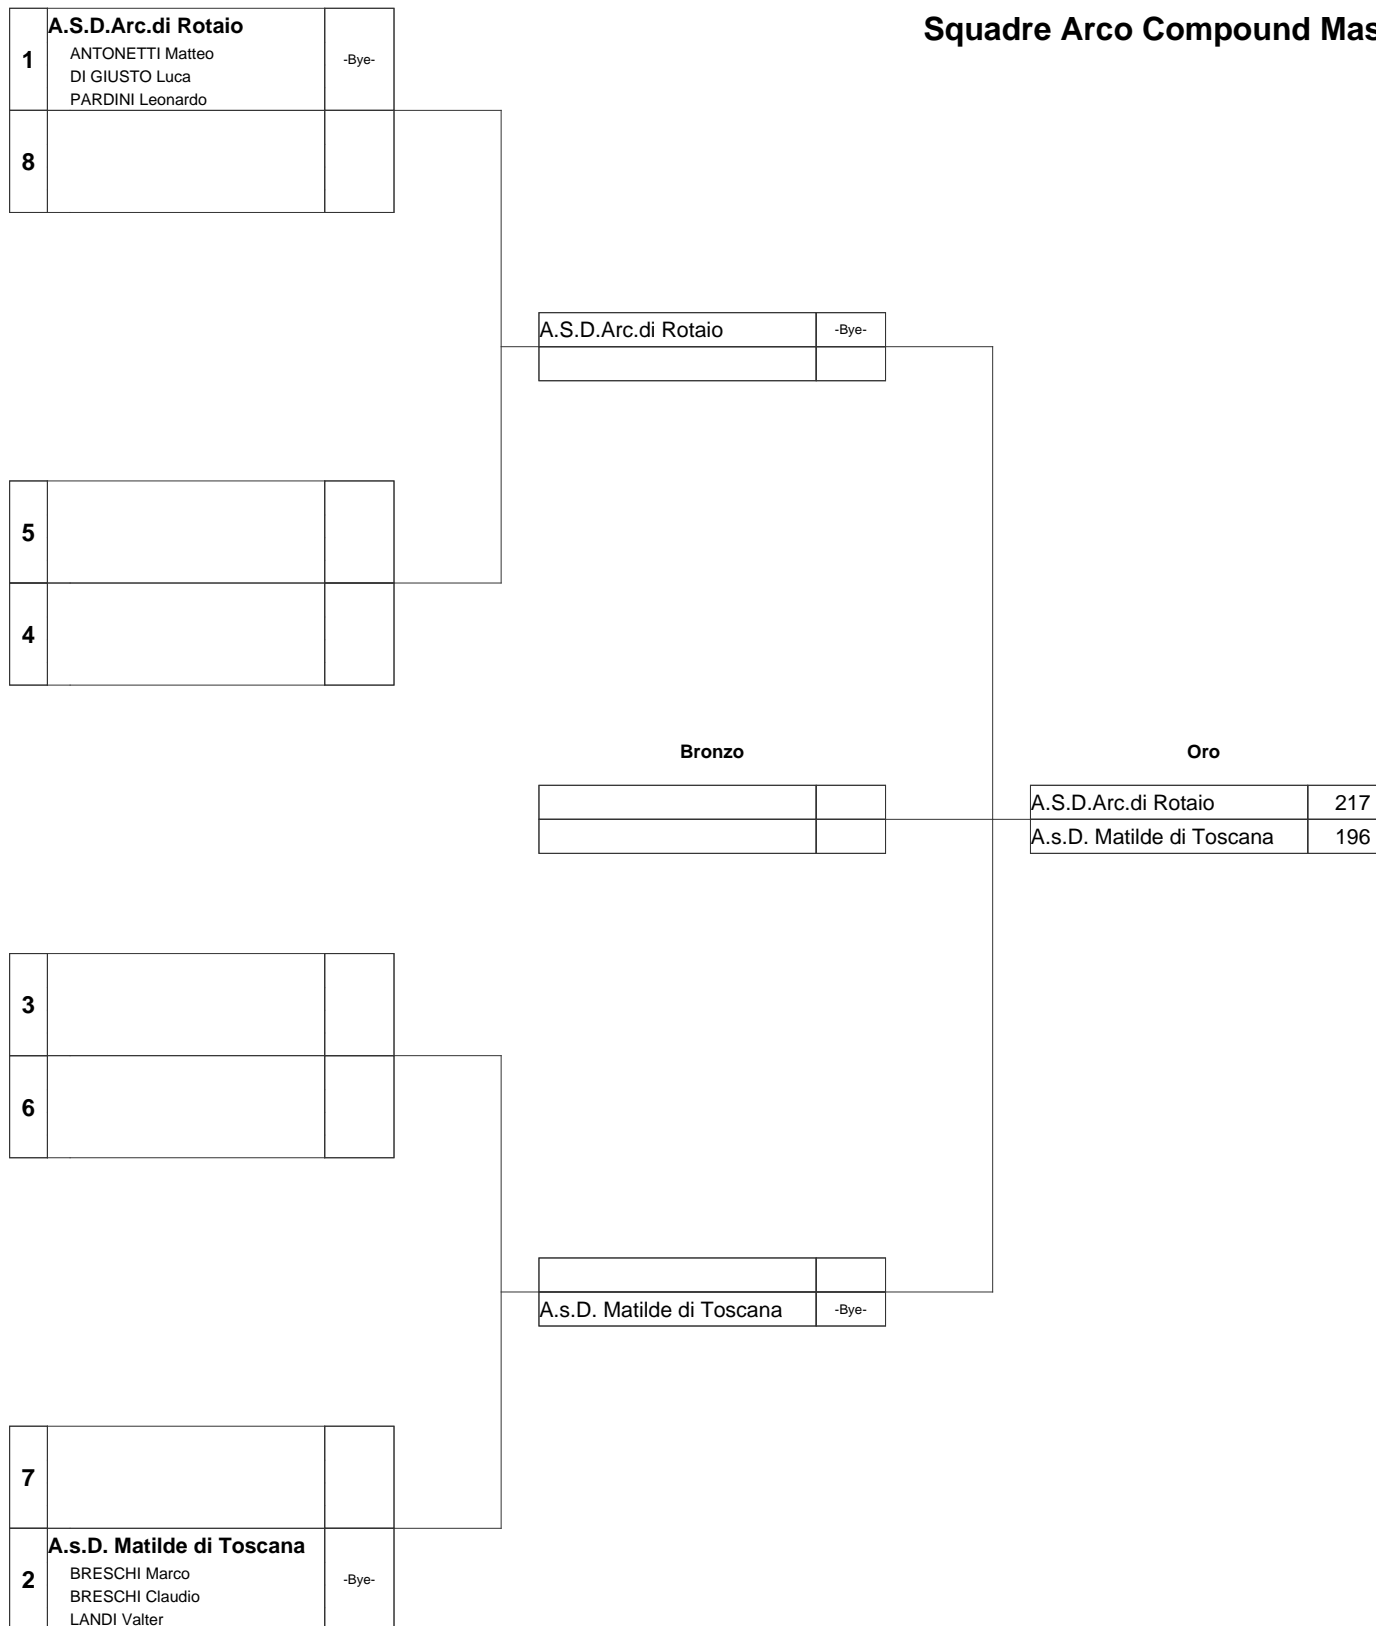 Squadre Arco Compound Mas
1
A.S.D.Arc.di Rotaio
ANTONETTI Matteo
DI GIUSTO Luca
PARDINI Leonardo
-Bye-
8
A.S.D.Arc.di Rotaio -Bye-
5
4
Bronzo
Oro
A.S.D.Arc.di Rotaio 217
A.s.D. Matilde di Toscana 196
3
6
A.s.D. Matilde di Toscana -Bye-
7
2
A.s.D. Matilde di Toscana
BRESCHI Marco
BRESCHI Claudio
LANDI Valter
-Bye-